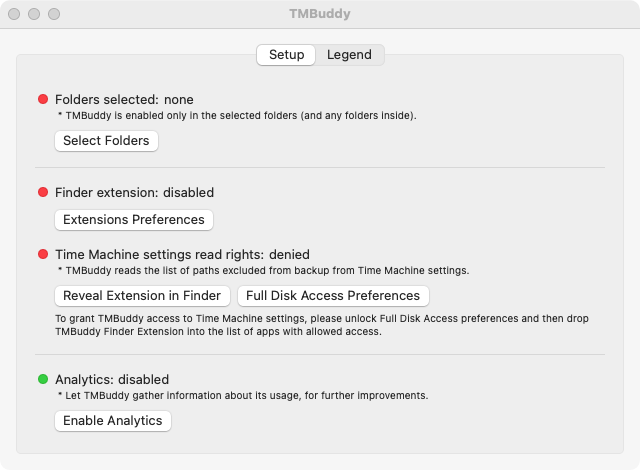 TMBuddy
Setup Legend
Folders selected: none
* TMBuddy is enabled only in the selected folders (and any folders inside).
Select Folders
Finder extension: disabled
Extensions Preferences
Time Machine settings read rights: denied
* TMBuddy reads the list of paths excluded from backup from Time Machine settings.
Reveal Extension in Finder Full Disk Access Preferences
To grant TMBuddy access to Time Machine settings, please unlock Full Disk Access preferences and then drop
TMBuddy Finder Extension into the list of apps with allowed access.
Analytics: disabled
* Let TMBuddy gather information about its usage, for further improvements.
Enable Analytics